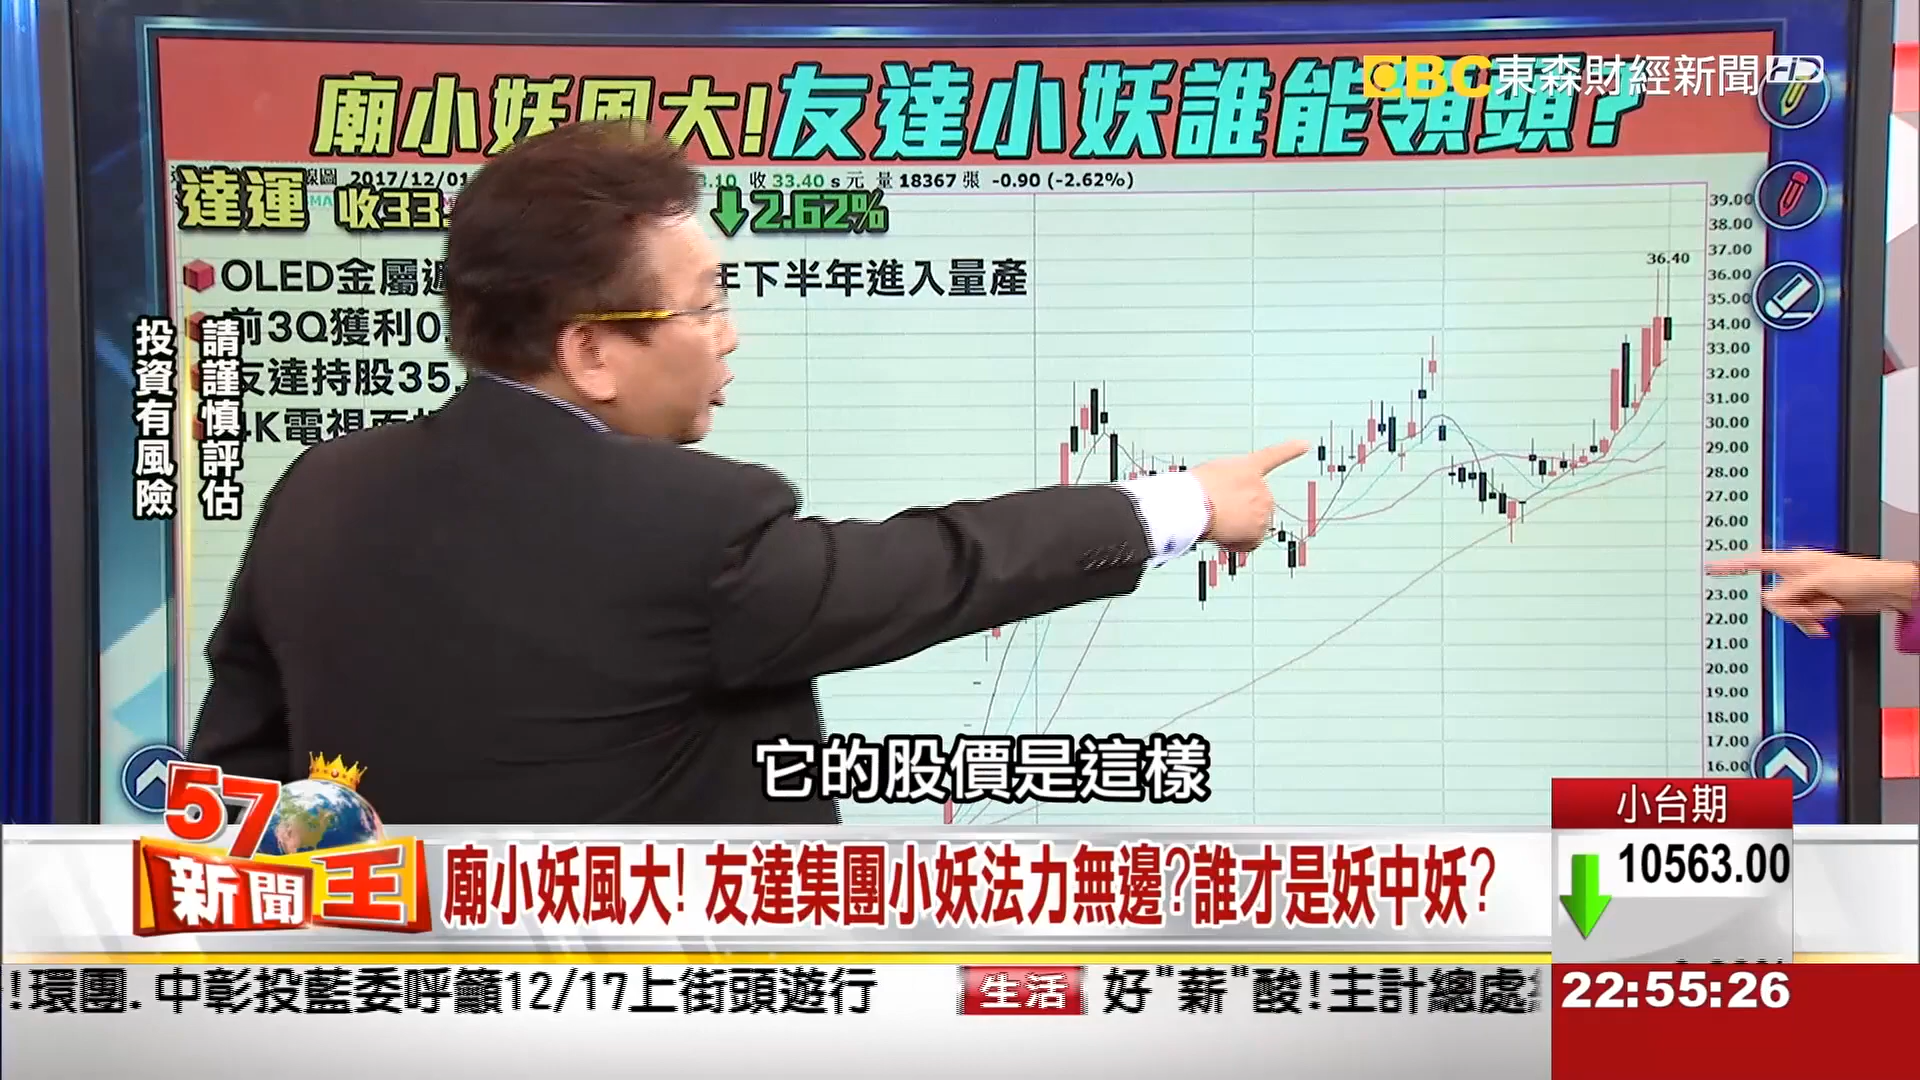 廟小妖風大!友達小妖誰能領頭?
EBC東森財經新聞HD
線圖 2017/12/01
3.10 收 33.40 s 元 量 18367 張 -0.90 (-2.62%)
達運 收33.
2.62%
OLED金屬
年下半年進入量產
前3Q獲利0.
友達持股35.
4K電視面板
請謹慎評估
投資有風險
36.40
39.00
38.00
37.00
36.00
35.00
34.00
33.00
32.00
31.00
30.00
29.00
28.00
27.00
26.00
25.00
23.00
22.00
21.00
20.00
19.00
18.00
17.00
16.00
它的股價是這樣
57新聞王
廟小妖風大!友達集團小妖法力無邊?誰才是妖中妖?
小台期
10563.00
!環團.中彰投藍委呼籲12/17上街頭遊行
生活
好"薪"酸!主計總處
22:55:26